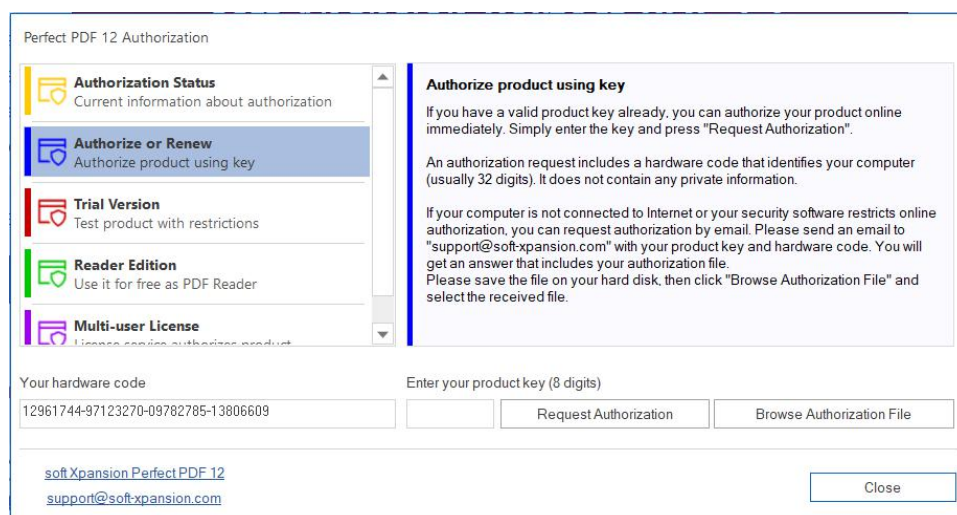 Perfect PDF 12 Authorization
Authorization Status
Current information about authorization
Authorize or Renew
Authorize product using key
Trial Version
Test product with restrictions
Reader Edition
Use it for free as PDF Reader
Multi-user License
License service authorizes product
Authorize product using key
If you have a valid product key already, you can authorize your product online
immediately. Simply enter the key and press "Request Authorization".
An authorization request includes a hardware code that identifies your computer
(usually 32 digits). It does not contain any private information.
If your computer is not connected to Internet or your security software restricts online
authorization, you can request authorization by email. Please send an email to
"support@soft-xpansion.com" with your product key and hardware code. You will
get an answer that includes your authorization file.
Please save the file on your hard disk, then click "Browse Authorization File" and
select the received file.
Your hardware code
Enter your product key (8 digits)
12961744-97123270-09782785-13806609
Request Authorization
Browse Authorization File
soft Xpansion Perfect PDF 12
support@soft-xpansion.com
Close